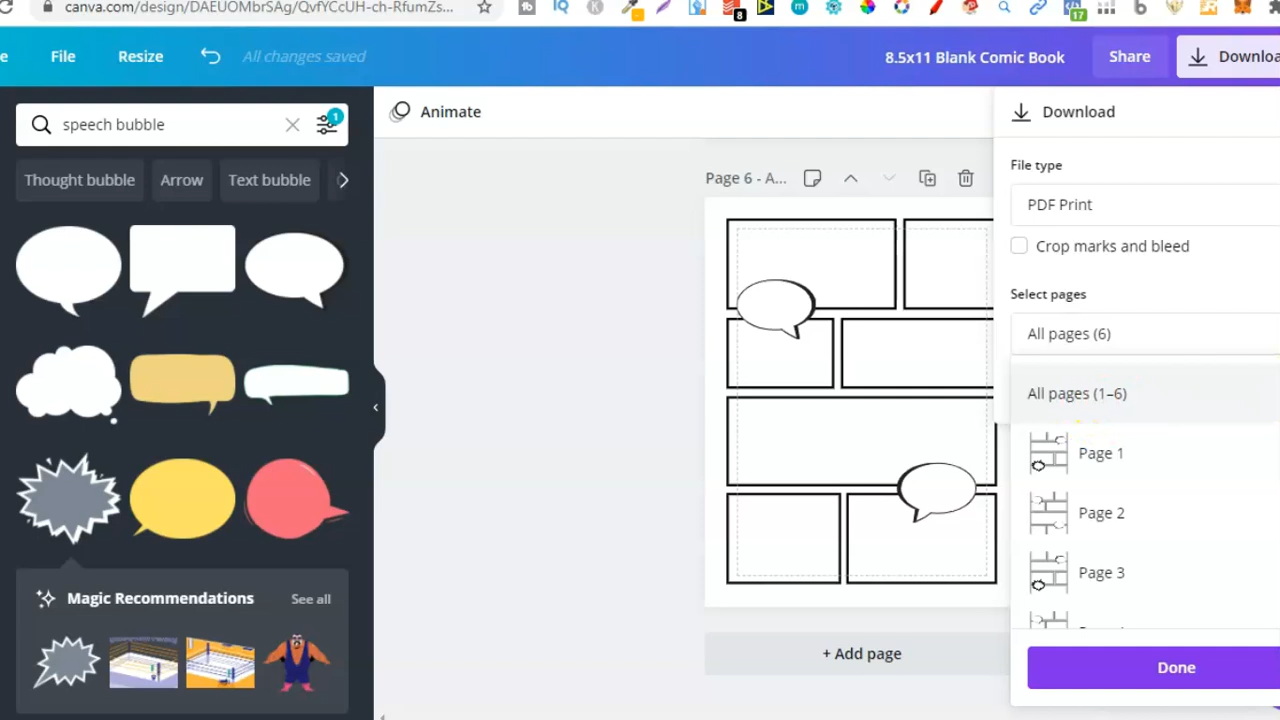 canva.com/design/DAEUOMbrSAg/QvfYCcUH-ch-RfumZs...
8
17
e
File
Resize
All changes saved
8.5x11 Blank Comic Book
Share
Downloa
speech bubble
1
Thought bubble
Arrow
Text bubble
Animate
Page 6 - A...
Download
File type
PDF Print
Crop marks and bleed
Select pages
All pages (6)
All pages (1–6)
Page 1
Page 2
Page 3
Magic Recommendations
See all
+ Add page
Done